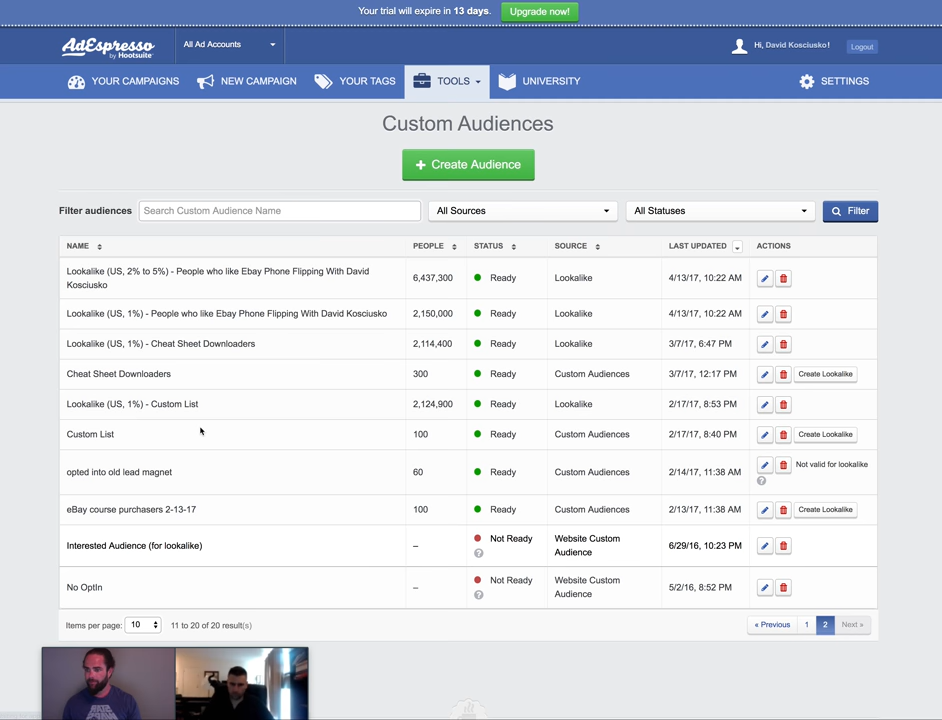 Your trial will expire in 13 days. Upgrade now!
AdEspresso
by Hootsuite
All Ad Accounts
Hi, David Kosciusko!
Logout
YOUR CAMPAIGNS NEW CAMPAIGN YOUR TAGS TOOLS UNIVERSITY SETTINGS
Custom Audiences
+ Create Audience
Filter audiences Search Custom Audience Name All Sources All Statuses Filter
NAME PEOPLE STATUS SOURCE LAST UPDATED ACTIONS
Lookalike (US, 2% to 5%) - People who like Ebay Phone Flipping With David
Kosciusko
6,437,300 Ready Lookalike 4/13/17, 10:22 AM
Lookalike (US, 1%) - People who like Ebay Phone Flipping With David Kosciusko 2,150,000 Ready Lookalike 4/13/17, 10:22 AM
Lookalike (US, 1%) - Cheat Sheet Downloaders 2,114,400 Ready Lookalike 3/7/17, 6:47 PM
Cheat Sheet Downloaders 300 Ready Custom Audiences 3/7/17, 12:17 PM Create Lookalike
Lookalike (US, 1%) - Custom List 2,124,900 Ready Lookalike 2/17/17, 8:53 PM
Custom List 100 Ready Custom Audiences 2/17/17, 8:40 PM Create Lookalike
opted into old lead magnet 60 Ready Custom Audiences 2/14/17, 11:38 AM Not valid for lookalike
?
eBay course purchasers 2-13-17 100 Ready Custom Audiences 2/13/17, 11:38 AM Create Lookalike
Interested Audience (for lookalike) – Not Ready
?
Website Custom
Audience
6/29/16, 10:23 PM
No OptIn – Not Ready
?
Website Custom
Audience
5/2/16, 8:52 PM
Items per page: 10 11 to 20 of 20 result(s) « Previous 1 2 Next »